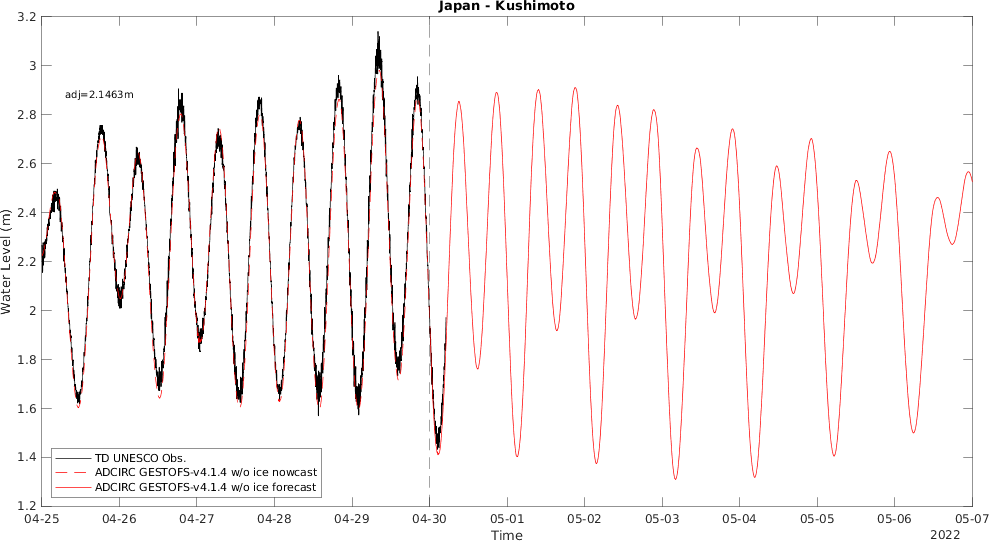 Japan - Kushimoto
3.2
3
2.8
2.6
2.4
2.2
2
1.8
1.6
1.4
1.2
Water Level (m)
adj=2.1463m
TD UNESCO Obs.
ADCIRC GESTOFS-v4.1.4 w/o ice nowcast
ADCIRC GESTOFS-v4.1.4 w/o ice forecast
04-25 04-26 04-27 04-28 04-29 04-30 05-01 05-02 05-03 05-04 05-05 05-06 05-07
Time
2022